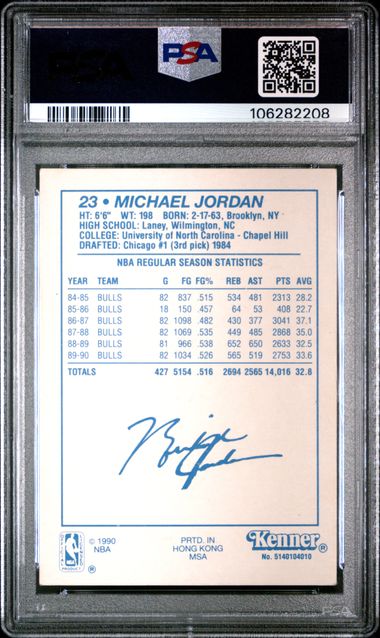 PSA
106282208
23 • MICHAEL JORDAN
HT: 6'6" WT: 198 BORN: 2-17-63, Brooklyn, NY
HIGH SCHOOL: Laney, Wilmington, NC
COLLEGE: University of North Carolina - Chapel Hill
DRAFTED: Chicago #1 (3rd pick) 1984
NBA REGULAR SEASON STATISTICS
YEAR TEAM G FG FG% REB AST PTS AVG
84-85 BULLS 82 837 .515 534 481 2313 28.2
85-86 BULLS 18 150 .457 64 53 408 22.7
86-87 BULLS 82 1098 .482 430 377 3041 37.1
87-88 BULLS 82 1069 .535 449 485 2868 35.0
88-89 BULLS 81 966 .538 652 650 2633 32.5
89-90 BULLS 82 1034 .526 565 519 2753 33.6
TOTALS 427 5154 .516 2694 2565 14,016 32.8
Michael Jordan
© 1990
NBA
®
PRTD. IN
HONG KONG
MSA
Kenner®
No. 5140104010
PSA